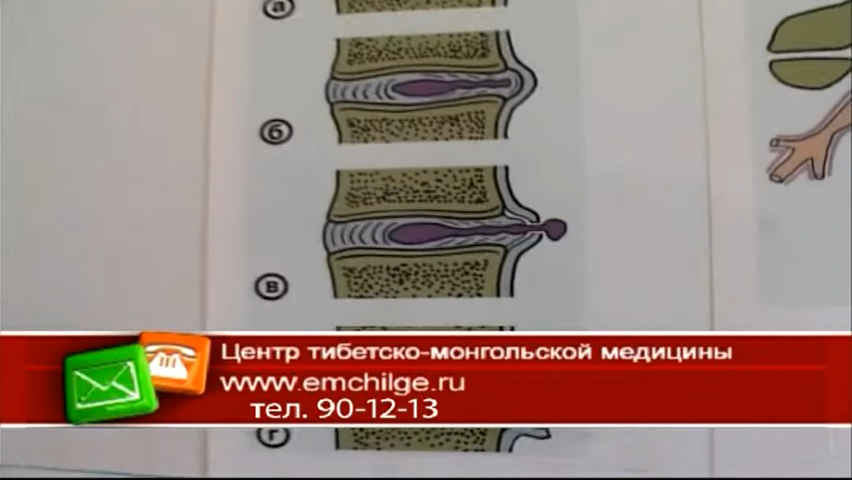 а
б
в
Центр тибетско-монгольской медицины
www.emchilge.ru
тел. 90-12-13
г